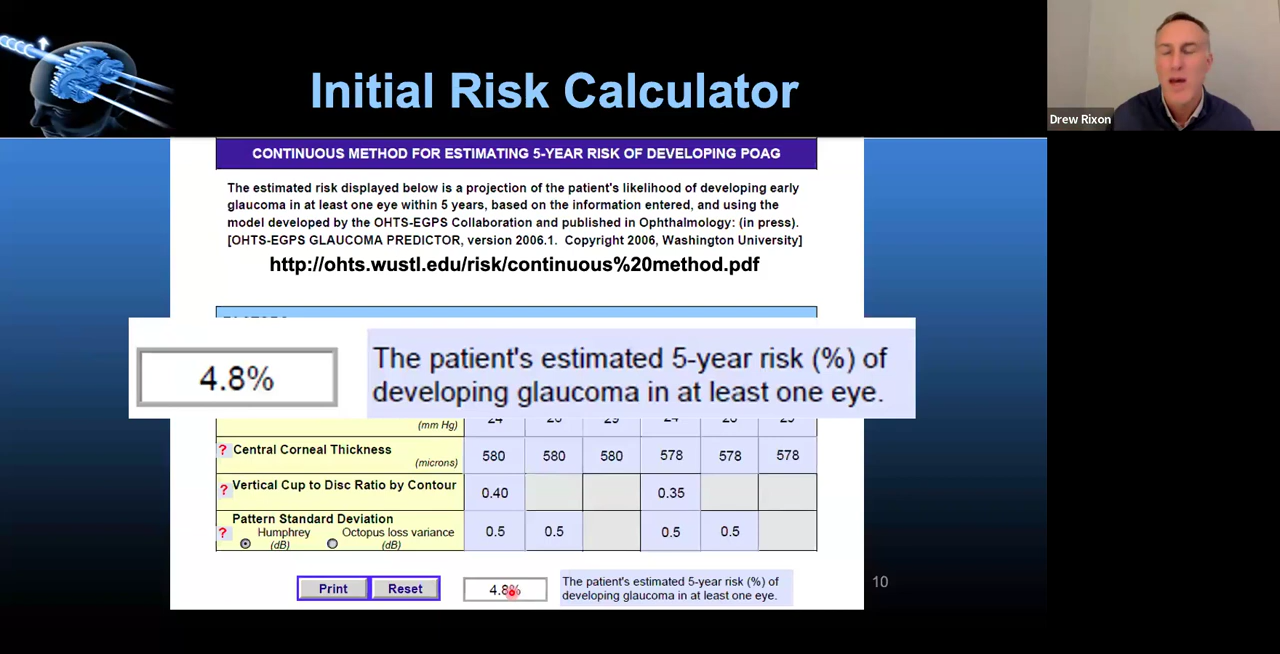 Initial Risk Calculator
Drew Rixon
CONTINUOUS METHOD FOR ESTIMATING 5-YEAR RISK OF DEVELOPING POAG
The estimated risk displayed below is a projection of the patient's likelihood of developing early
glaucoma in at least one eye within 5 years, based on the information entered, and using the
model developed by the OHTS-EGPS Collaboration and published in Ophthalmology: (in press).
[OHTS-EGPS GLAUCOMA PREDICTOR, version 2006.1. Copyright 2006, Washington University]
http://ohts.wustl.edu/risk/continuous%20method.pdf
4.8%
The patient's estimated 5-year risk (%) of
developing glaucoma in at least one eye.
(mm Hg)
? Central Corneal Thickness
(microns) 580 580 580 578 578 578
? Vertical Cup to Disc Ratio by Contour
0.40 0.35
Pattern Standard Deviation
? Humphrey Octopus loss variance 0.5 0.5 0.5 0.5
(dB) (dB)
Print Reset 4.8% The patient's estimated 5-year risk (%) of
developing glaucoma in at least one eye.
10